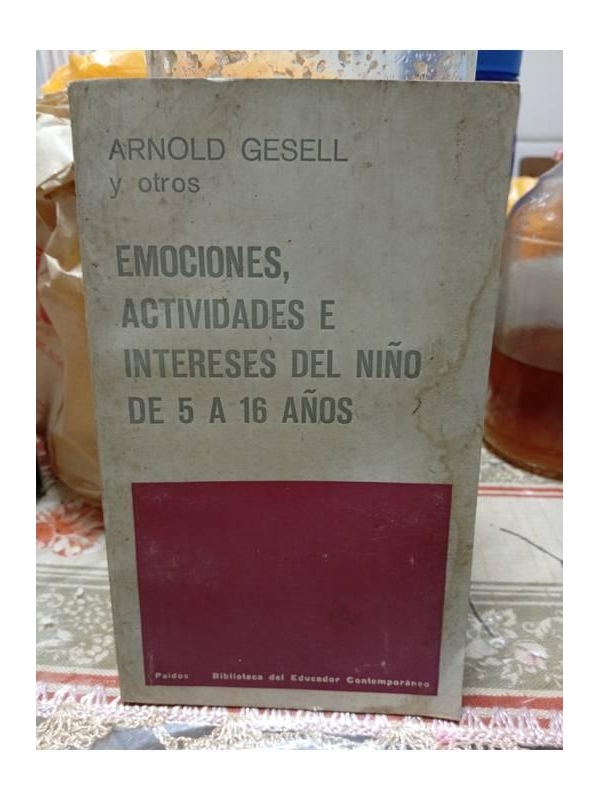 ARNOLD GESELL
y otros
EMOCIONES,
ACTIVIDADES E
INTERESES DEL NIÑO
DE 5 A 16 AÑOS
Paidos Biblioteca del Educador Contemporáneo